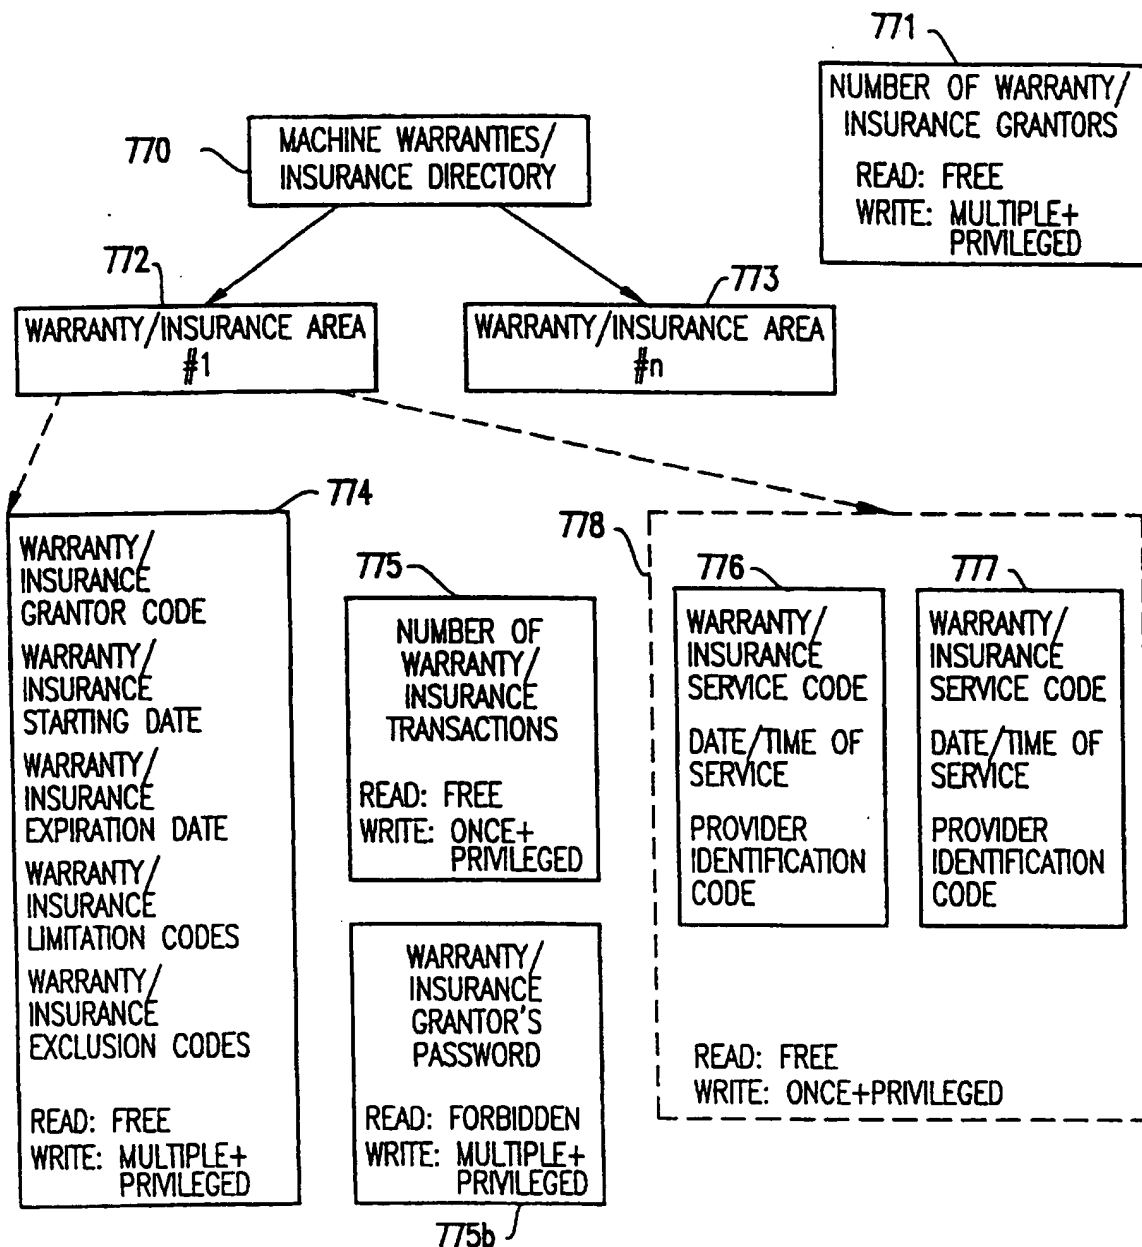 771
NUMBER OF WARRANTY/
INSURANCE GRANTORS
READ: FREE
WRITE: MULTIPLE+
PRIVILEGED
770
MACHINE WARRANTIES/
INSURANCE DIRECTORY
772
WARRANTY/INSURANCE AREA
#1
773
WARRANTY/INSURANCE AREA
#n
774
WARRANTY/
INSURANCE
GRANTOR CODE
WARRANTY/
INSURANCE
STARTING DATE
WARRANTY/
INSURANCE
EXPIRATION DATE
WARRANTY/
INSURANCE
LIMITATION CODES
WARRANTY/
INSURANCE
EXCLUSION CODES
READ: FREE
WRITE: MULTIPLE+
PRIVILEGED
775
NUMBER OF
WARRANTY/
INSURANCE
TRANSACTIONS
READ: FREE
WRITE: ONCE+
PRIVILEGED
WARRANTY/
INSURANCE
GRANTOR'S
PASSWORD
READ: FORBIDDEN
WRITE: MULTIPLE+
PRIVILEGED
775b
778
776
WARRANTY/
INSURANCE
SERVICE CODE
DATE/TIME OF
SERVICE
PROVIDER
IDENTIFICATION
CODE
777
WARRANTY/
INSURANCE
SERVICE CODE
DATE/TIME OF
SERVICE
PROVIDER
IDENTIFICATION
CODE
READ: FREE
WRITE: ONCE+PRIVILEGED